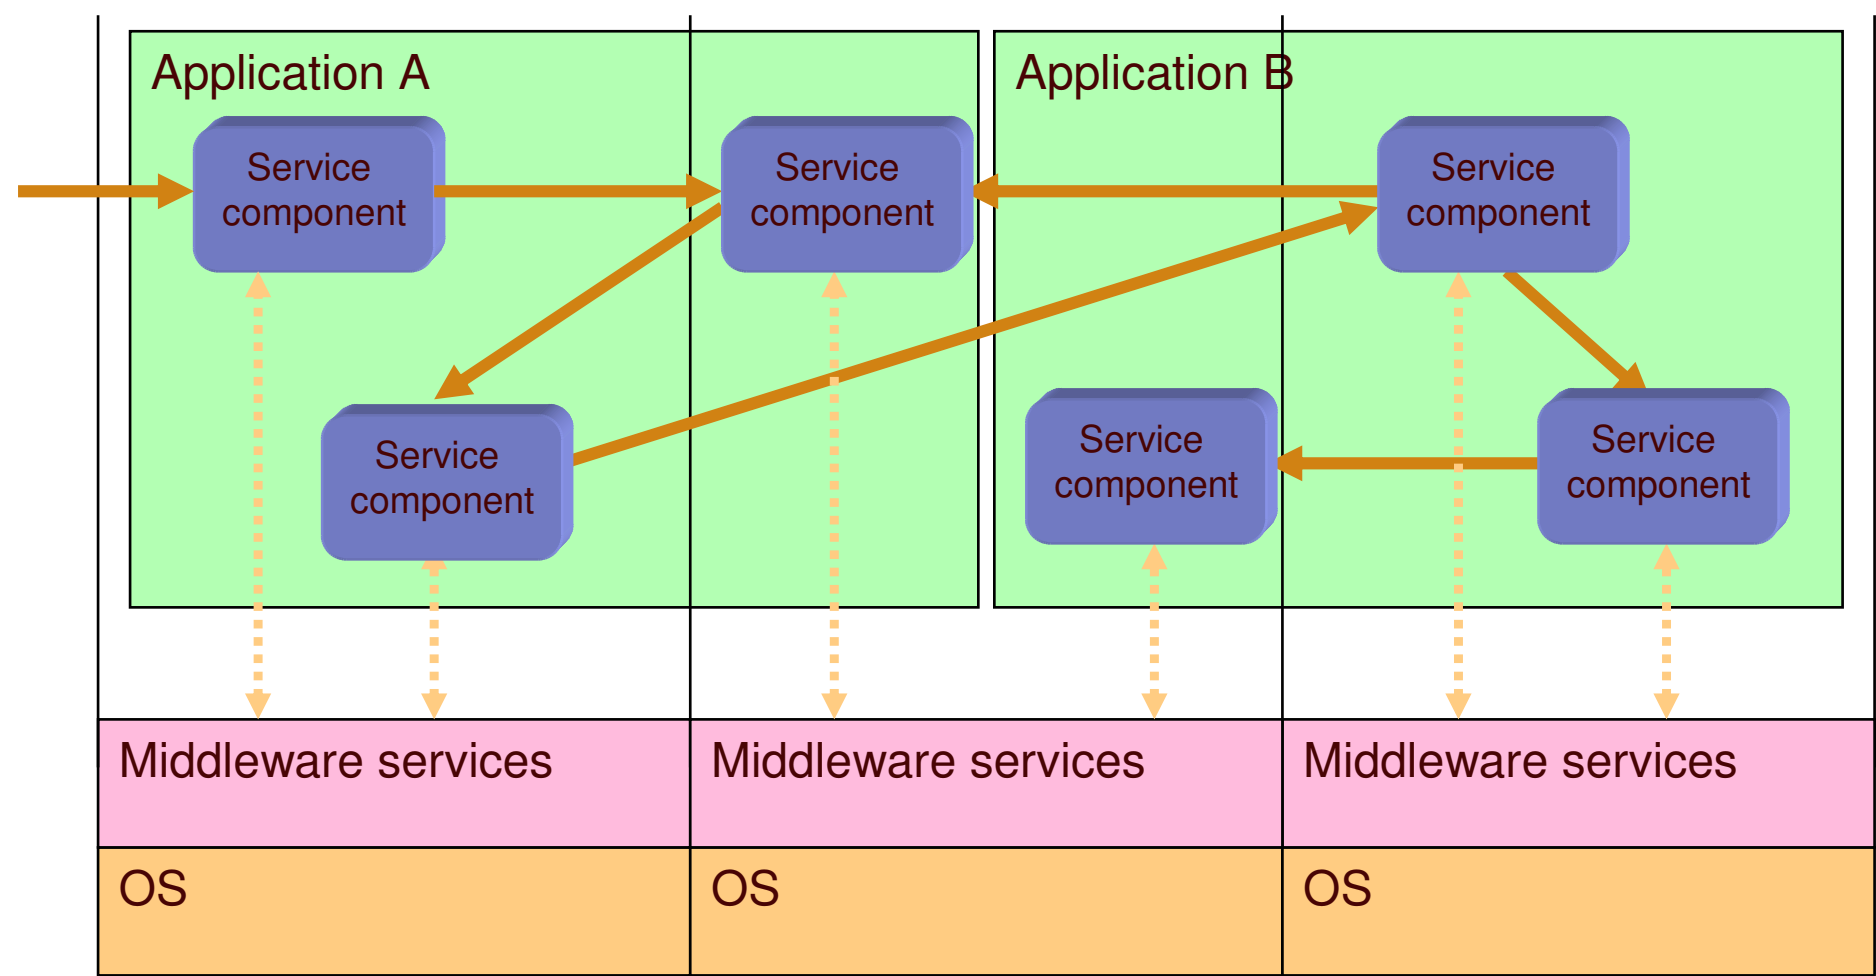 Application A
Application B
Service
component
Service
component
Service
component
Service
component
Service
component
Service
component
Middleware services
Middleware services
Middleware services
OS
OS
OS